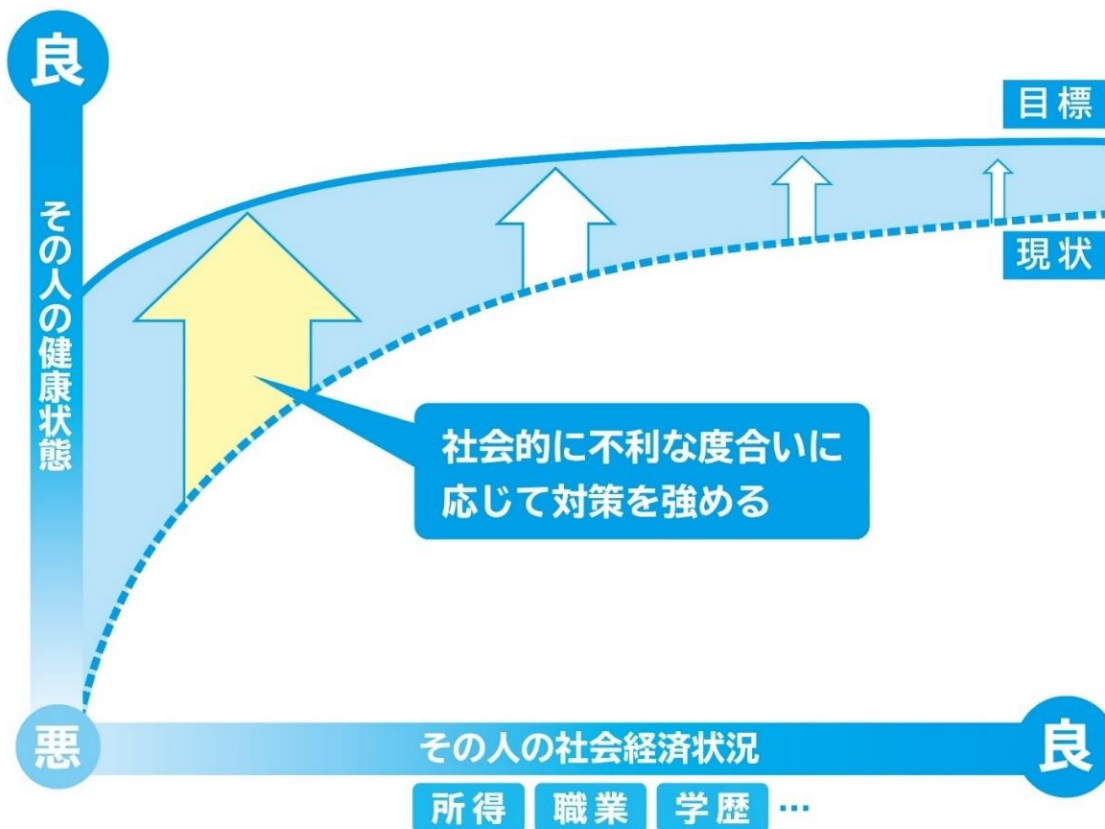 良
目標
現状
その人の健康状態
社会的に不利な度合いに
応じて対策を強める
悪
その人の社会経済状況
良
所得 職業 学歴 …